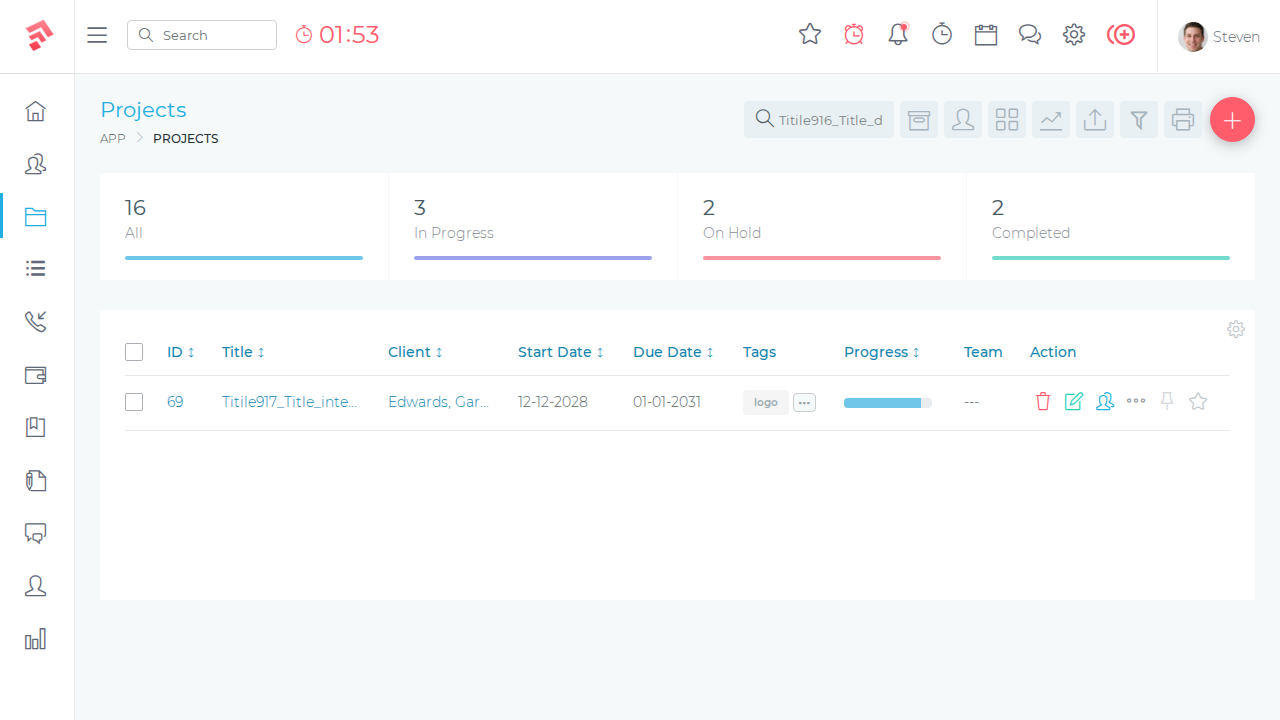 Search
01:53
Steven
Projects
APP
PROJECTS
Titile916_Title_d
16
All
3
In Progress
2
On Hold
2
Completed
ID
Title
Client
Start Date
Due Date
Tags
Progress
Team
Action
69
Titile917_Title_inte...
Edwards, Gar...
12-12-2028
01-01-2031
logo
---